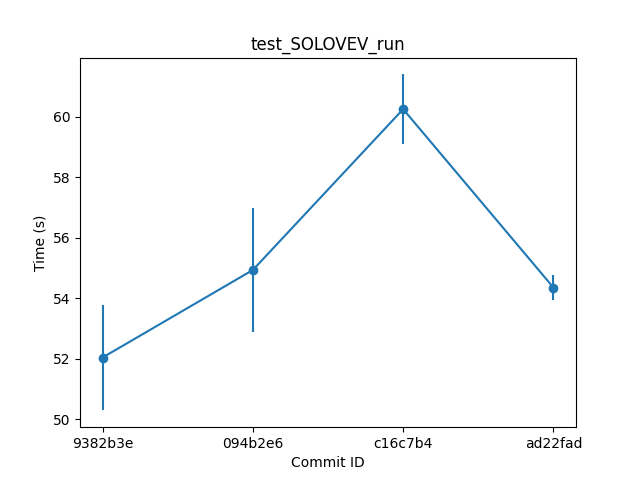 test_SOLOVEV_run
Time (s)
60
58
56
54
52
50
9382b3e
094b2e6
c16c7b4
ad22fad
Commit ID